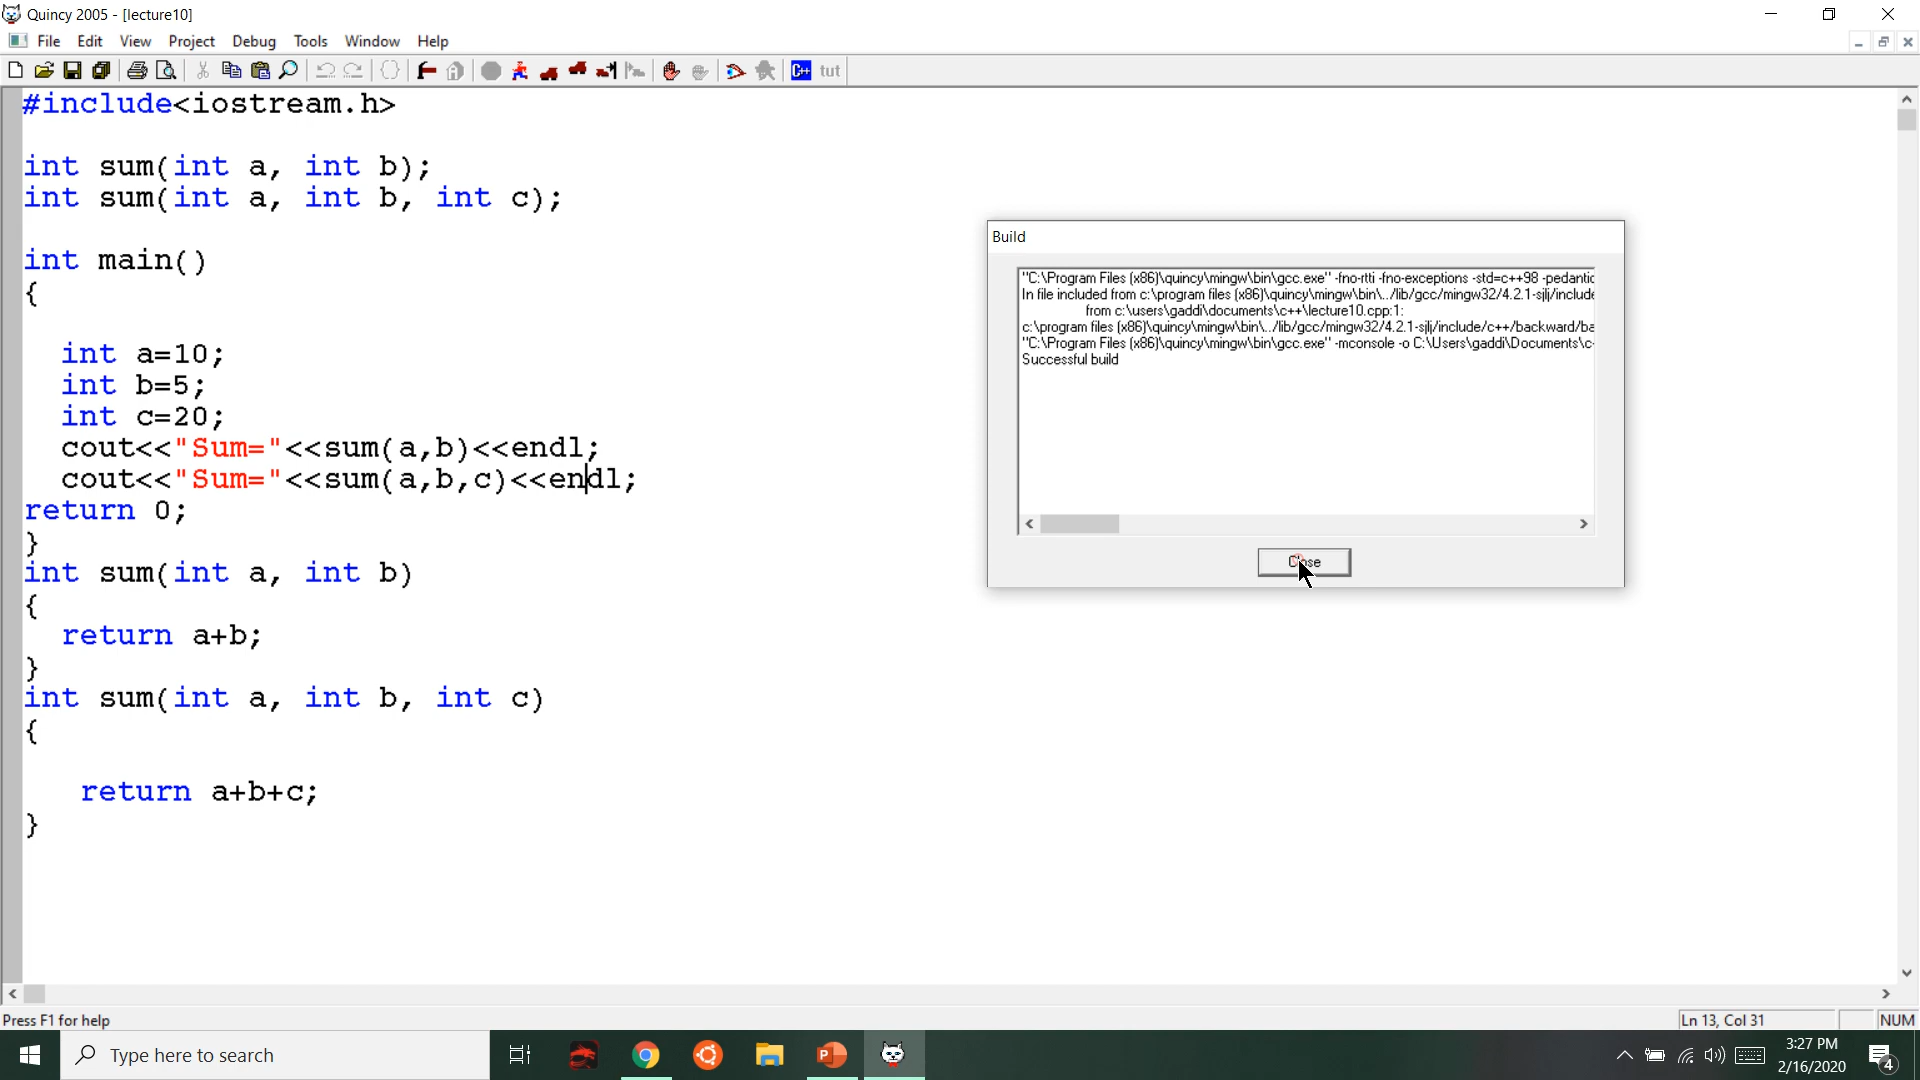 Quincy 2005 - [lecture10]
File Edit View Project Debug Tools Window Help
C++ tut
#include<iostream.h>
int sum(int a, int b);
int sum(int a, int b, int c);
int main()
{
int a=10;
int b=5;
int c=20;
cout<<"Sum="<<sum(a,b)<<endl;
cout<<"Sum="<<sum(a,b,c)<<endl;
return 0;
}
int sum(int a, int b)
{
return a+b;
}
int sum(int a, int b, int c)
{
return a+b+c;
}
Build
"C:\Program Files (x86)\quincy\mingw\bin\gcc.exe" -fno-rtti -fno-exceptions -std=c++98 -pedantic
In file included from c:\program files (x86)\quincy\mingw\bin\../lib/gcc/mingw32/4.2.1-sjlj/include
from c:\users\gaddi\documents\c++\lecture10.cpp:1:
c:\program files (x86)\quincy\mingw\bin\../lib/gcc/mingw32/4.2.1-sjlj/include/c++/backward/ba
"C:\Program Files (x86)\quincy\mingw\bin\gcc.exe" -mconsole -o C:\Users\gaddi\Documents\c
Successful build
Close
Press F1 for help
Ln 13, Col 31
NUM
Type here to search
3:27 PM
2/16/2020
4